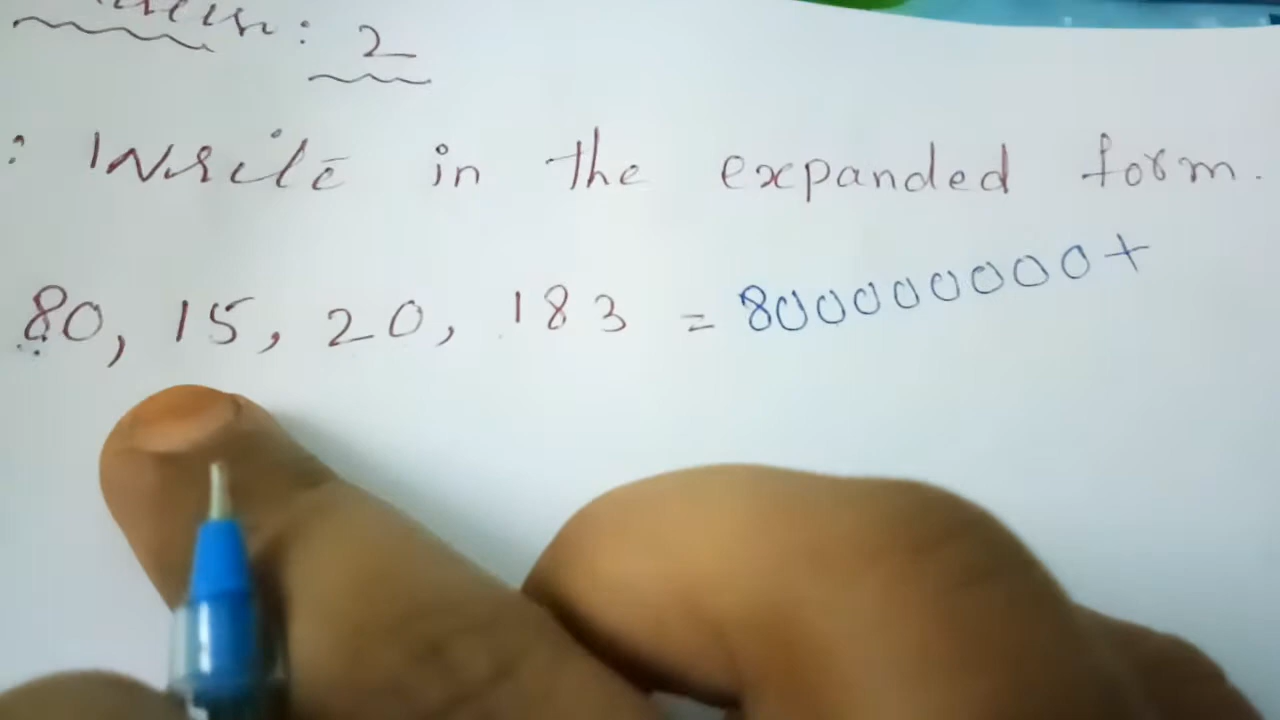 : 2
: Write in the expanded form.
80, 15, 20, 183 = 800000000+